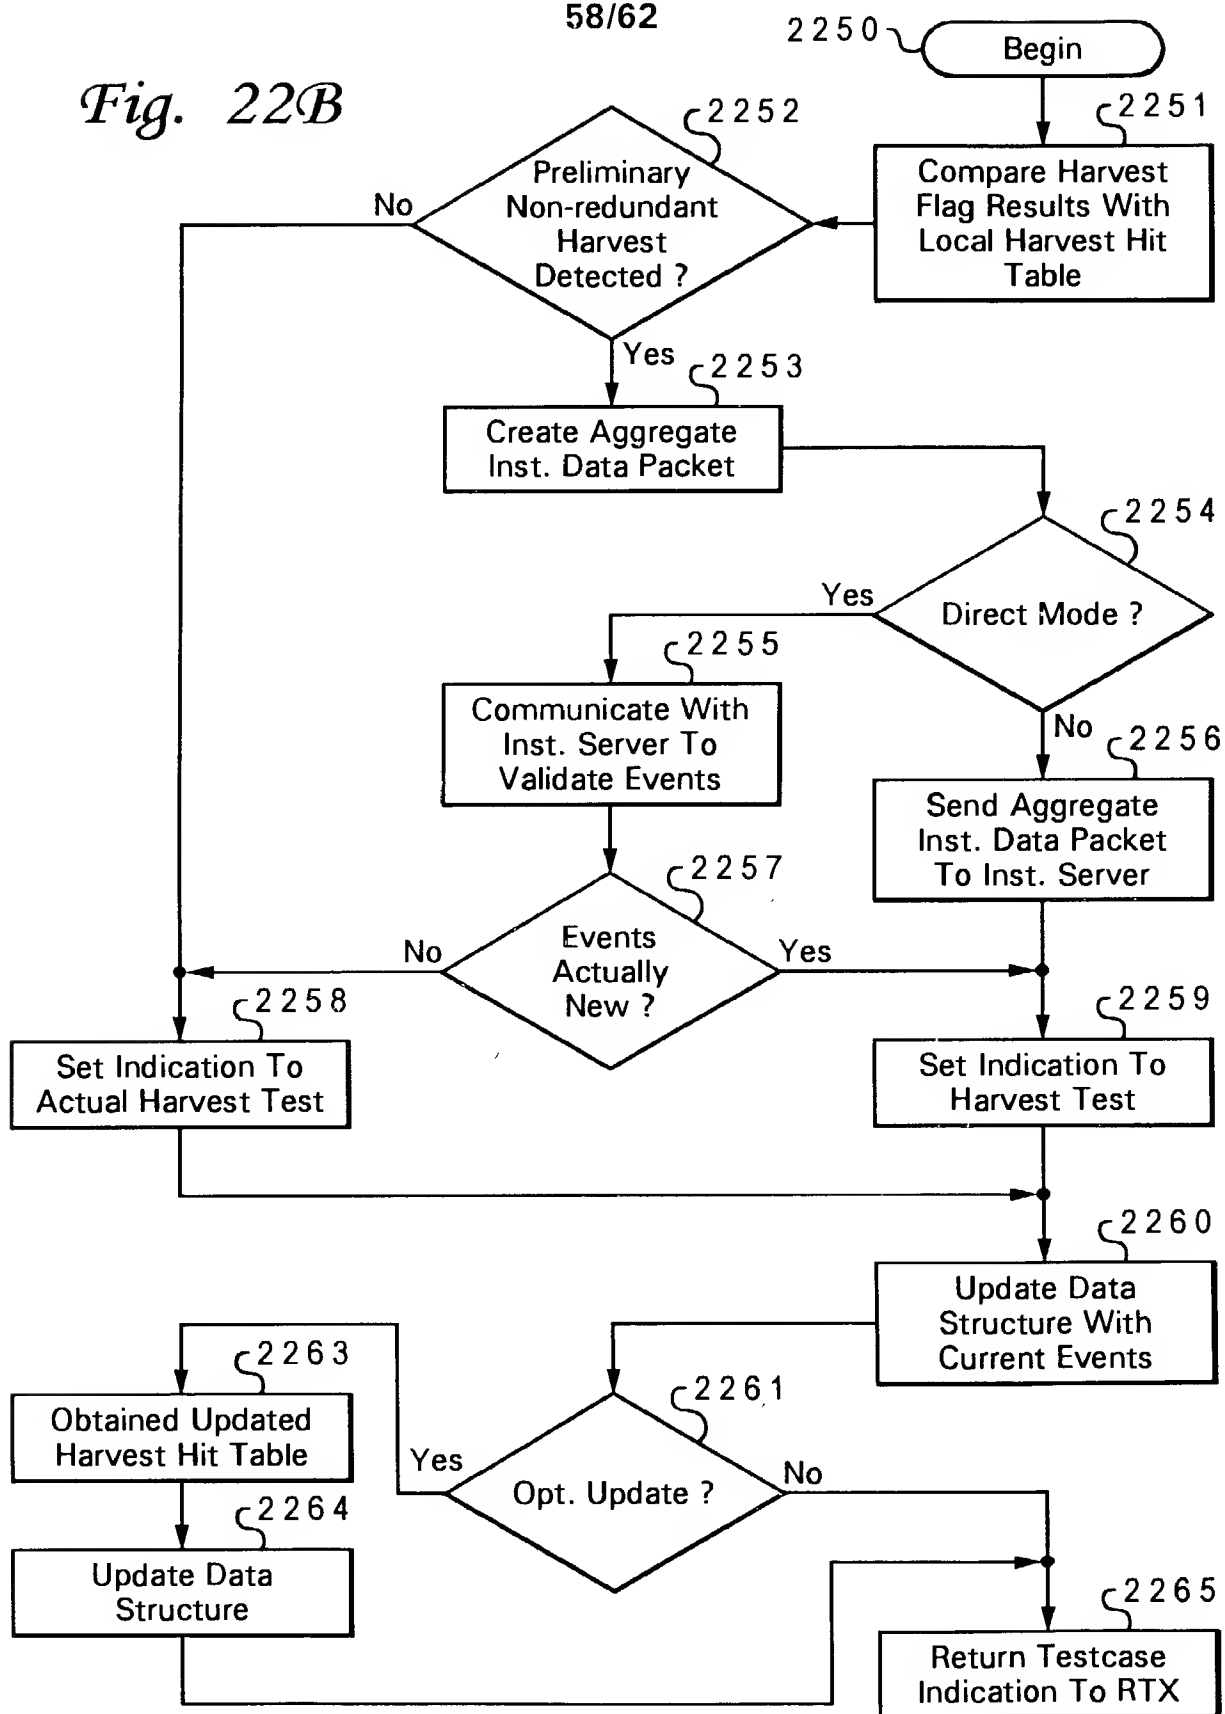 58/62
Fig. 22B
2250
Begin
2251
Compare Harvest
Flag Results With
Local Harvest Hit
Table
2252
Preliminary
Non-redundant
Harvest
Detected ?
No
Yes
2253
Create Aggregate
Inst. Data Packet
2254
Direct Mode ?
Yes
No
2255
Communicate With
Inst. Server To
Validate Events
2256
Send Aggregate
Inst. Data Packet
To Inst. Server
2257
Events
Actually
New ?
No
Yes
2258
Set Indication To
Actual Harvest Test
2259
Set Indication To
Harvest Test
2260
Update Data
Structure With
Current Events
2261
Opt. Update ?
Yes
No
2263
Obtained Updated
Harvest Hit Table
2264
Update Data
Structure
2265
Return Testcase
Indication To RTX